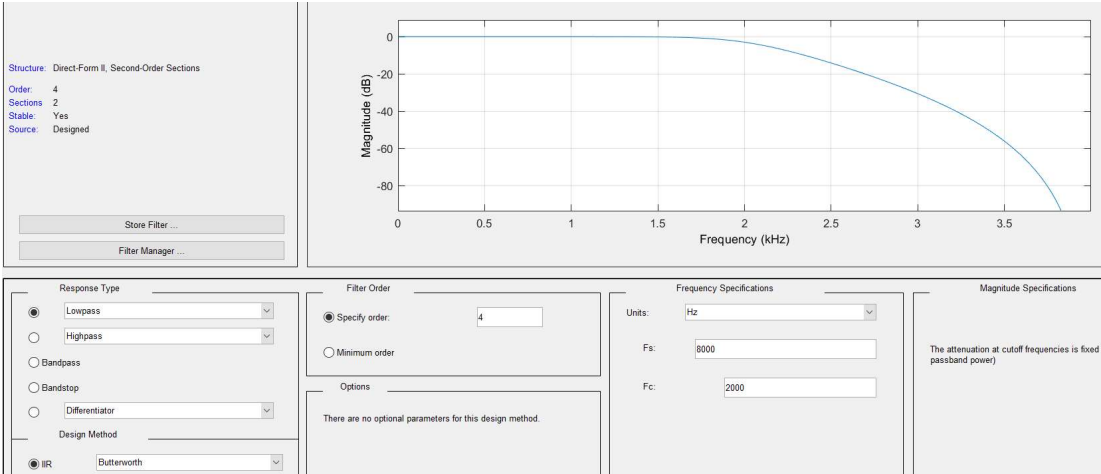 Structure: Direct-Form II, Second-Order Sections
Order: 4
Sections 2
Stable: Yes
Source: Designed
Store Filter ...
Filter Manager ...
Magnitude (dB)
0
-20
-40
-60
-80
0 0.5 1 1.5 2 2.5 3 3.5
Frequency (kHz)
Response Type
Lowpass
Highpass
Bandpass
Bandstop
Differentiator
Design Method
IIR Butterworth
Filter Order
Specify order: 4
Minimum order
Options
There are no optional parameters for this design method.
Frequency Specifications
Units: Hz
Fs: 8000
Fc: 2000
Magnitude Specifications
The attenuation at cutoff frequencies is fixed
passband power)